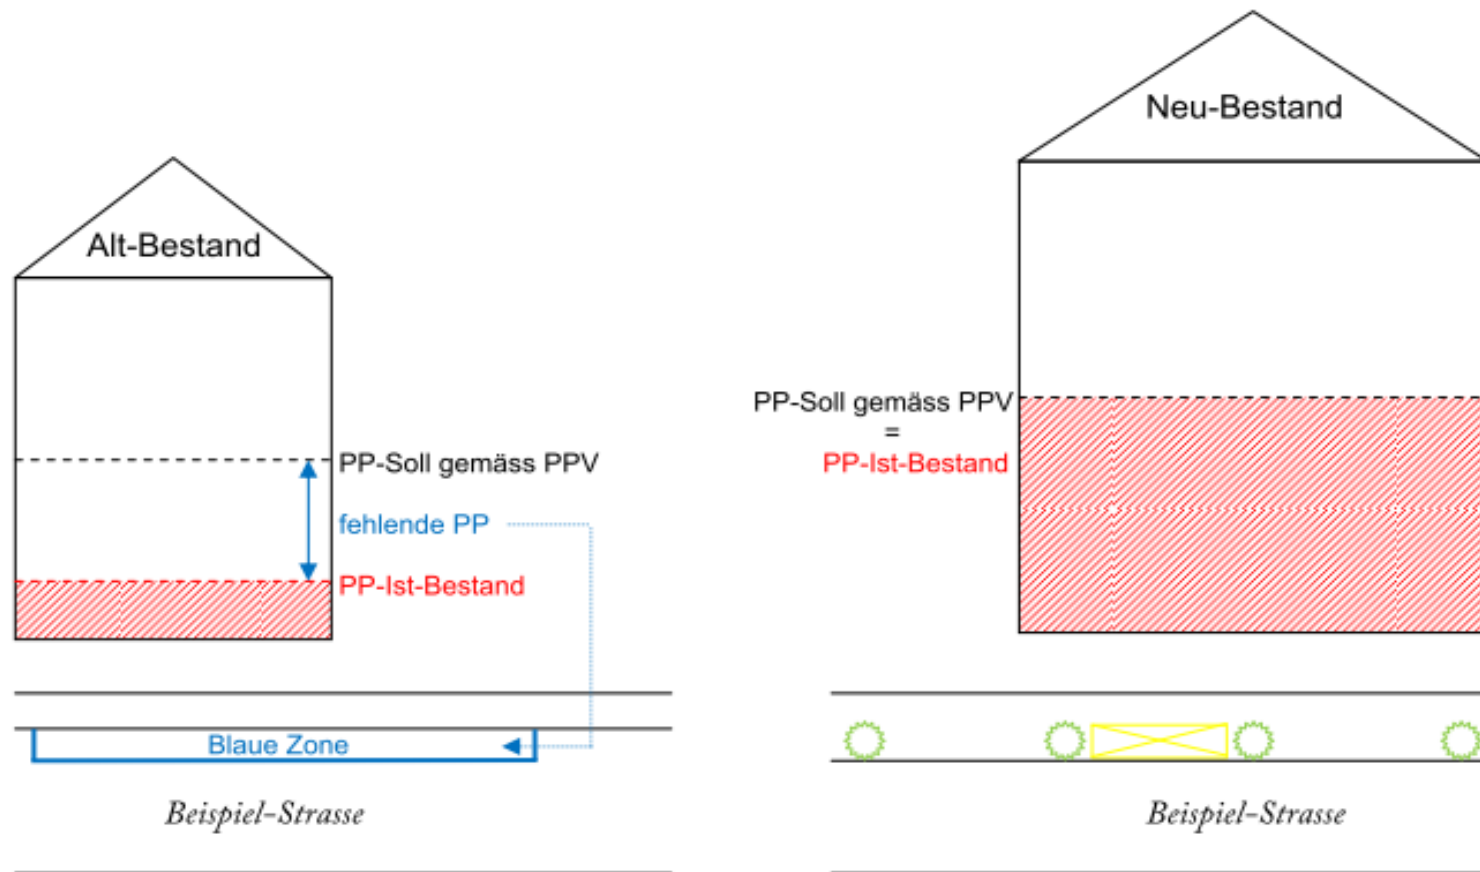 Alt-Bestand
PP-Soll gemäss PPV
fehlende PP
PP-Ist-Bestand
Blaue Zone
Beispiel-Strasse
Neu-Bestand
PP-Soll gemäss PPV
=
PP-Ist-Bestand
Beispiel-Strasse